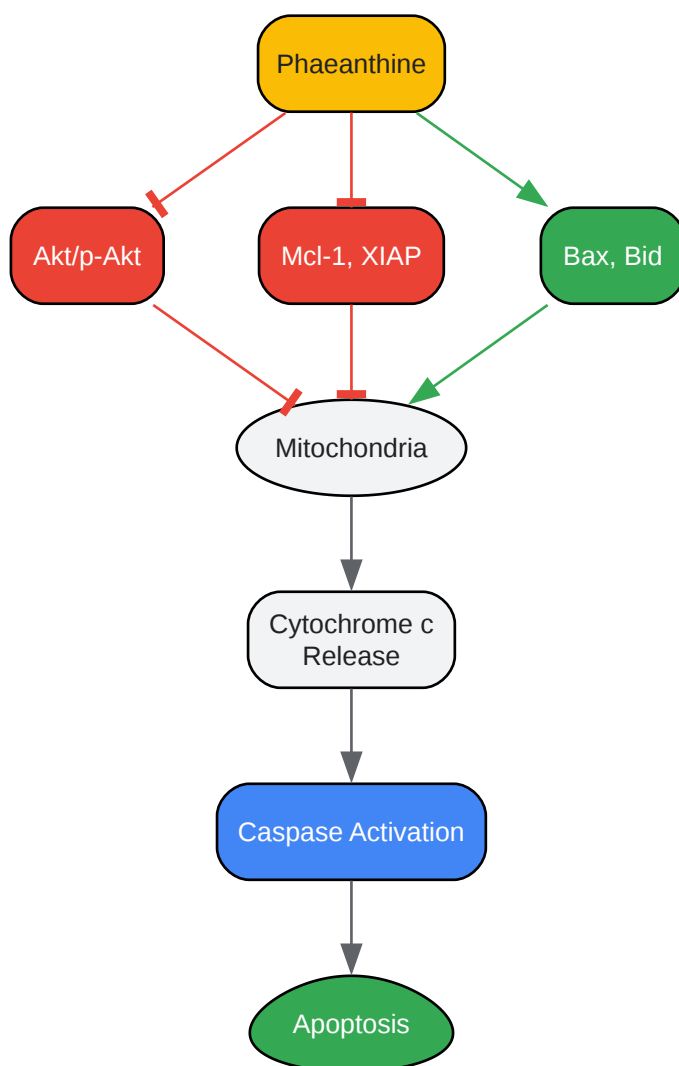 Phaeanthine
Akt/p-Akt
Mcl-1, XIAP
Bax, Bid
Mitochondria
Cytochrome c
Release
Caspase Activation
Apoptosis